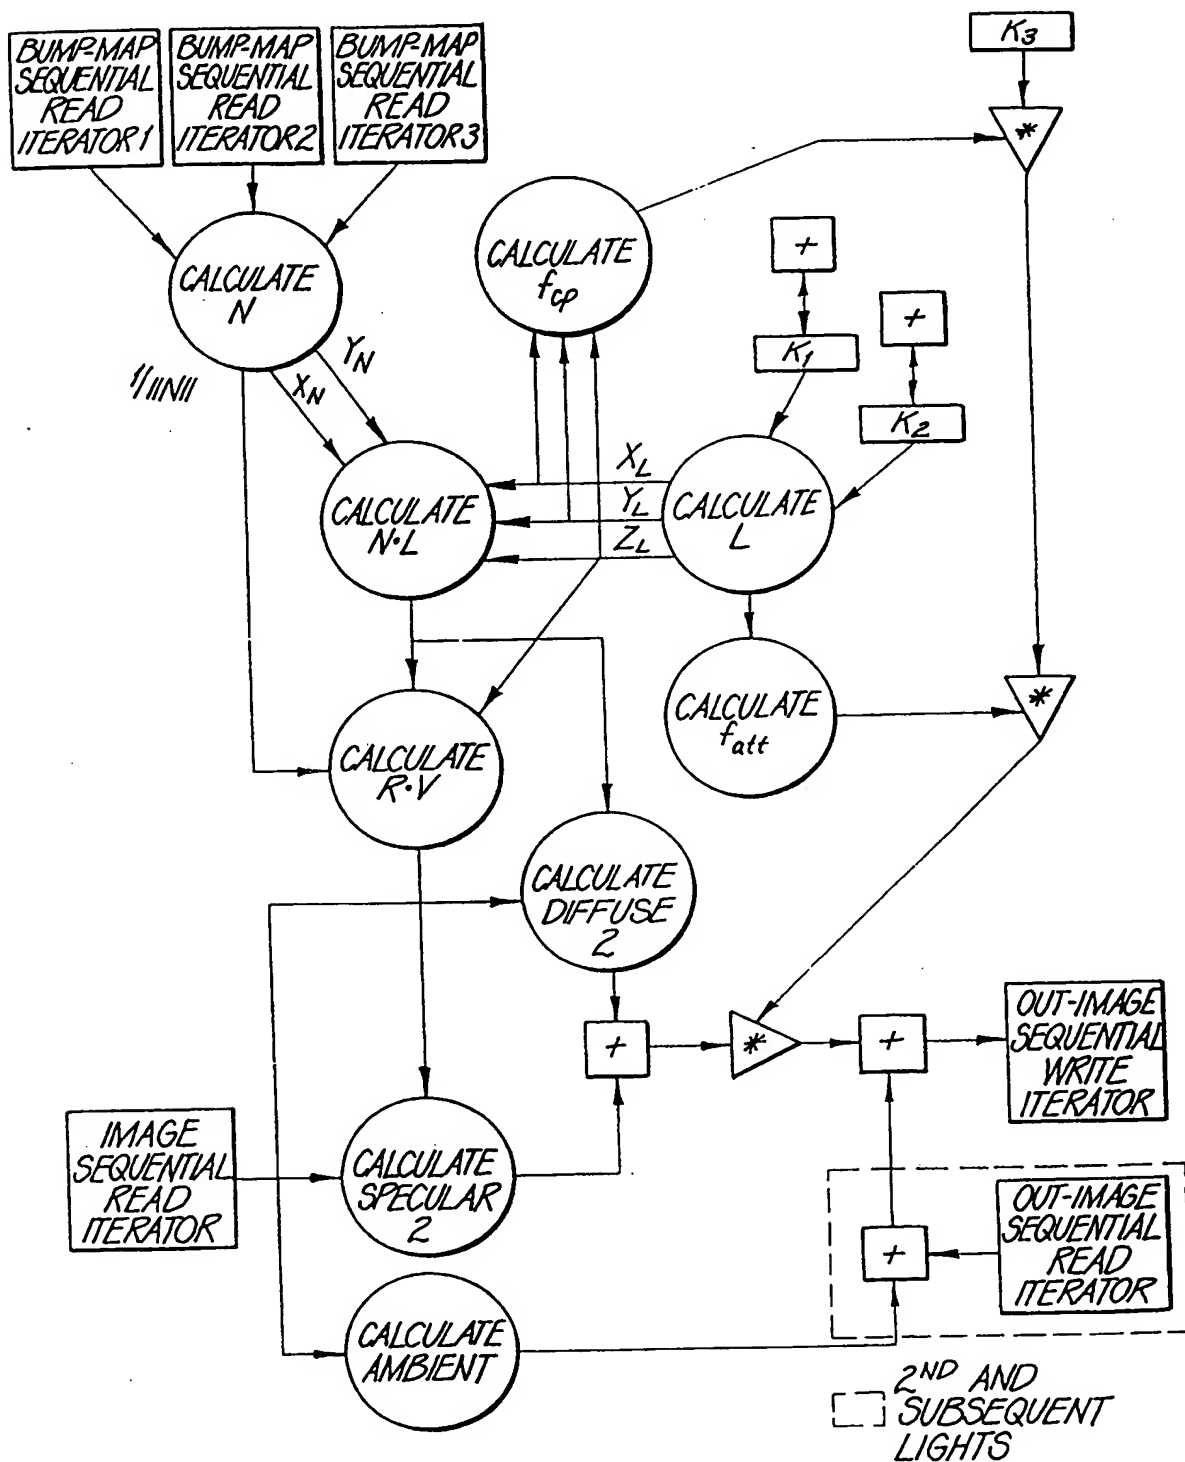 BUMP-MAP
SEQUENTIAL
READ
ITERATOR 1
BUMP-MAP
SEQUENTIAL
READ
ITERATOR 2
BUMP-MAP
SEQUENTIAL
READ
ITERATOR 3
K3
*
CALCULATE
N
CALCULATE
fcp
+
+
K1
K2
1/||N||
XN
YN
CALCULATE
N·L
XL
YL
ZL
CALCULATE
L
CALCULATE
R·V
CALCULATE
fatt
*
CALCULATE
DIFFUSE
2
+
*
+
OUT-IMAGE
SEQUENTIAL
WRITE
ITERATOR
IMAGE
SEQUENTIAL
READ
ITERATOR
CALCULATE
SPECULAR
2
+
OUT-IMAGE
SEQUENTIAL
READ
ITERATOR
CALCULATE
AMBIENT
2ND AND
SUBSEQUENT
LIGHTS